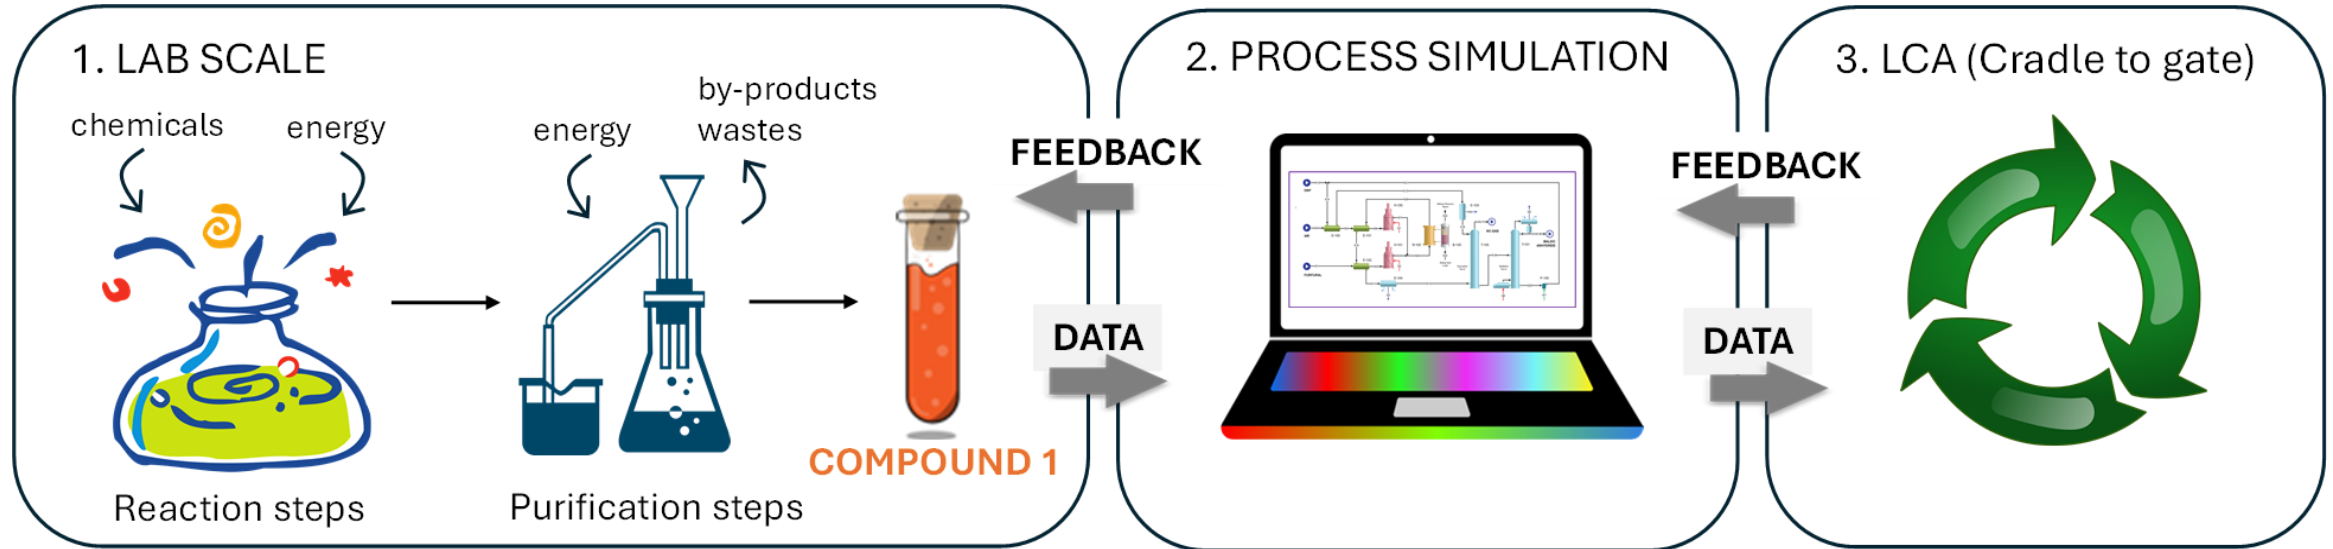 1. LAB SCALE
chemicals
energy
energy
by-products
wastes
Reaction steps
Purification steps
COMPOUND 1
FEEDBACK
DATA
2. PROCESS SIMULATION
FEEDBACK
DATA
3. LCA (Cradle to gate)